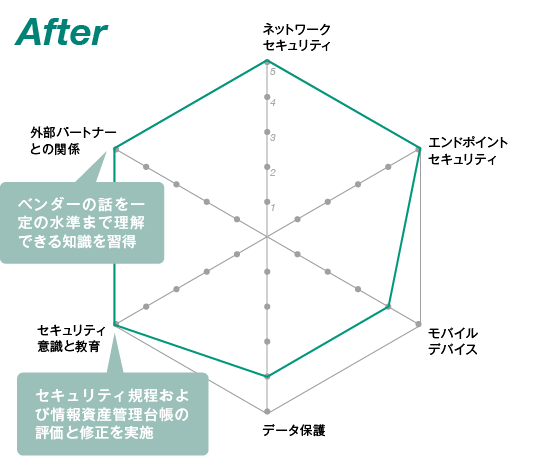 After
ネットワーク
セキュリティ
5
4
3
2
1
外部パートナー
との関係
エンドポイント
セキュリティ
ベンダーの話を一
定の水準まで理解
できる知識を習得
セキュリティ
意識と教育
モバイル
デバイス
セキュリティ規程およ
び情報資産管理台帳の
評価と修正を実施
データ保護